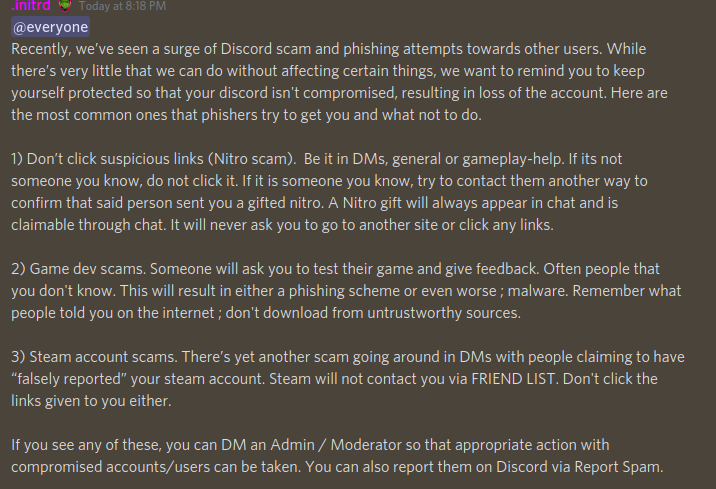 .initrd Today at 8:18 PM
@everyone
Recently, we've seen a surge of Discord scam and phishing attempts towards other users. While
there's very little that we can do without affecting certain things, we want to remind you to keep
yourself protected so that your discord isn't compromised, resulting in loss of the account. Here are
the most common ones that phishers try to get you and what not to do.
1) Don't click suspicious links (Nitro scam).  Be it in DMs, general or gameplay-help. If its not
someone you know, do not click it. If it is someone you know, try to contact them another way to
confirm that said person sent you a gifted nitro. A Nitro gift will always appear in chat and is
claimable through chat. It will never ask you to go to another site or click any links.
2) Game dev scams. Someone will ask you to test their game and give feedback. Often people that
you don't know. This will result in either a phishing scheme or even worse ; malware. Remember what
people told you on the internet ; don't download from untrustworthy sources.
3) Steam account scams. There's yet another scam going around in DMs with people claiming to have
“falsely reported” your steam account. Steam will not contact you via FRIEND LIST. Don't click the
links given to you either.
If you see any of these, you can DM an Admin / Moderator so that appropriate action with
compromised accounts/users can be taken. You can also report them on Discord via Report Spam.